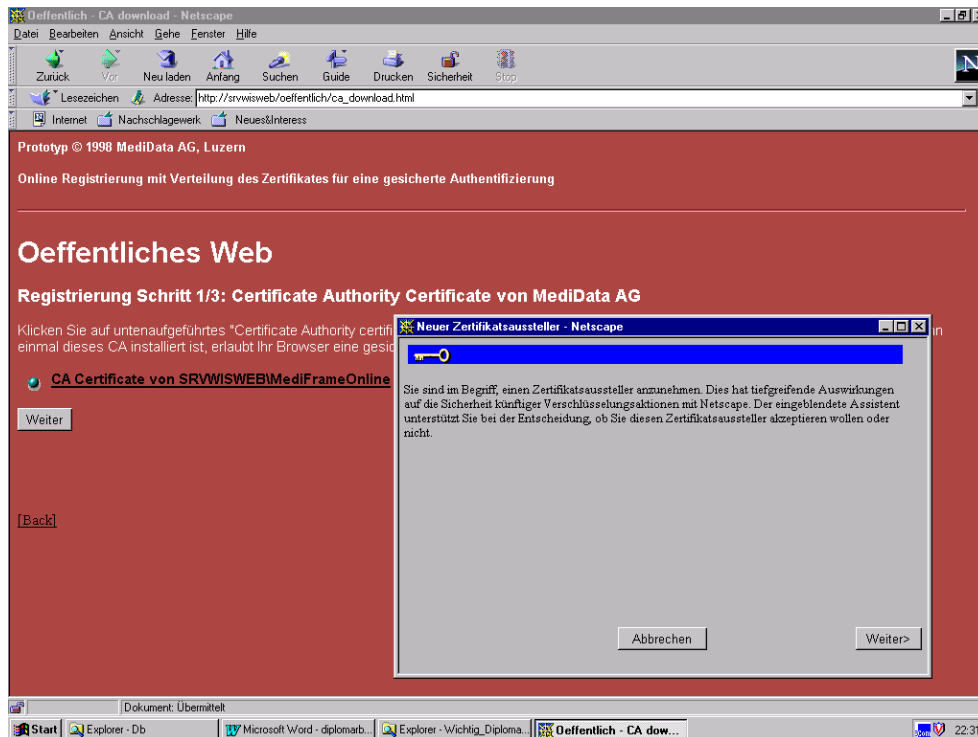 Oeffentlich - CA download - Netscape
Datei Bearbeiten Ansicht Gehe Fenster Hilfe
Zurück Vor Neu laden Anfang Suchen Guide Drucken Sicherheit Stop
N
Lesezeichen Adresse: http://srvwisweb/oeffentlich/ca_download.html
Internet Nachschlagewerk Neues&Interess
Prototyp © 1998 MediData AG, Luzern
Online Registrierung mit Verteilung des Zertifikates für eine gesicherte Authentifizierung
Oeffentliches Web
Registrierung Schritt 1/3: Certificate Authority Certificate von MediData AG
Klicken Sie auf untenaufgeführtes "Certificate Authority certifi
einmal dieses CA installiert ist, erlaubt Ihr Browser eine gesic
CA Certificate von SRVWISWEB\MediFrameOnline
Weiter
[Back]
Neuer Zertifikatsaussteller - Netscape
Sie sind im Begriff, einen Zertifikatsaussteller anzunehmen. Dies hat tiefgreifende Auswirkungen
auf die Sicherheit künftiger Verschlüsselungsaktionen mit Netscape. Der eingeblendete Assistent
unterstützt Sie bei der Entscheidung, ob Sie diesen Zertifikatsaussteller akzeptieren wollen oder
nicht.
Abbrechen Weiter>
Dokument: Übermittelt
Start Explorer - Db Microsoft Word - diplomarb... Explorer - Wichtig_Diploma... Oeffentlich - CA dow...